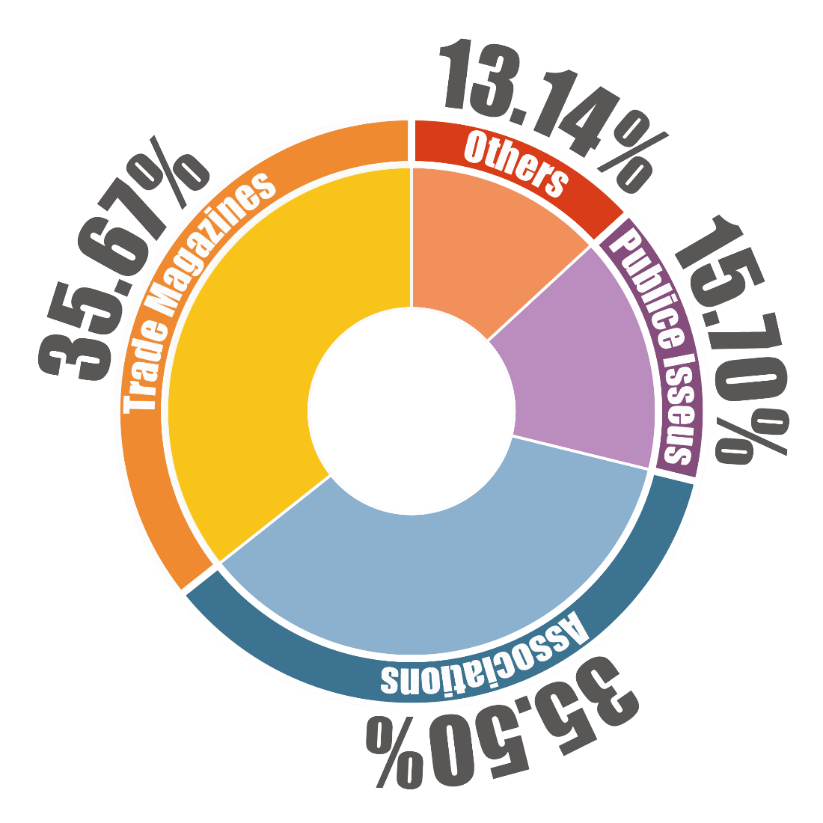 13.14%
Others
15.70%
Publice Isseus
35.50%
Associations
35.67%
Trade Magazines